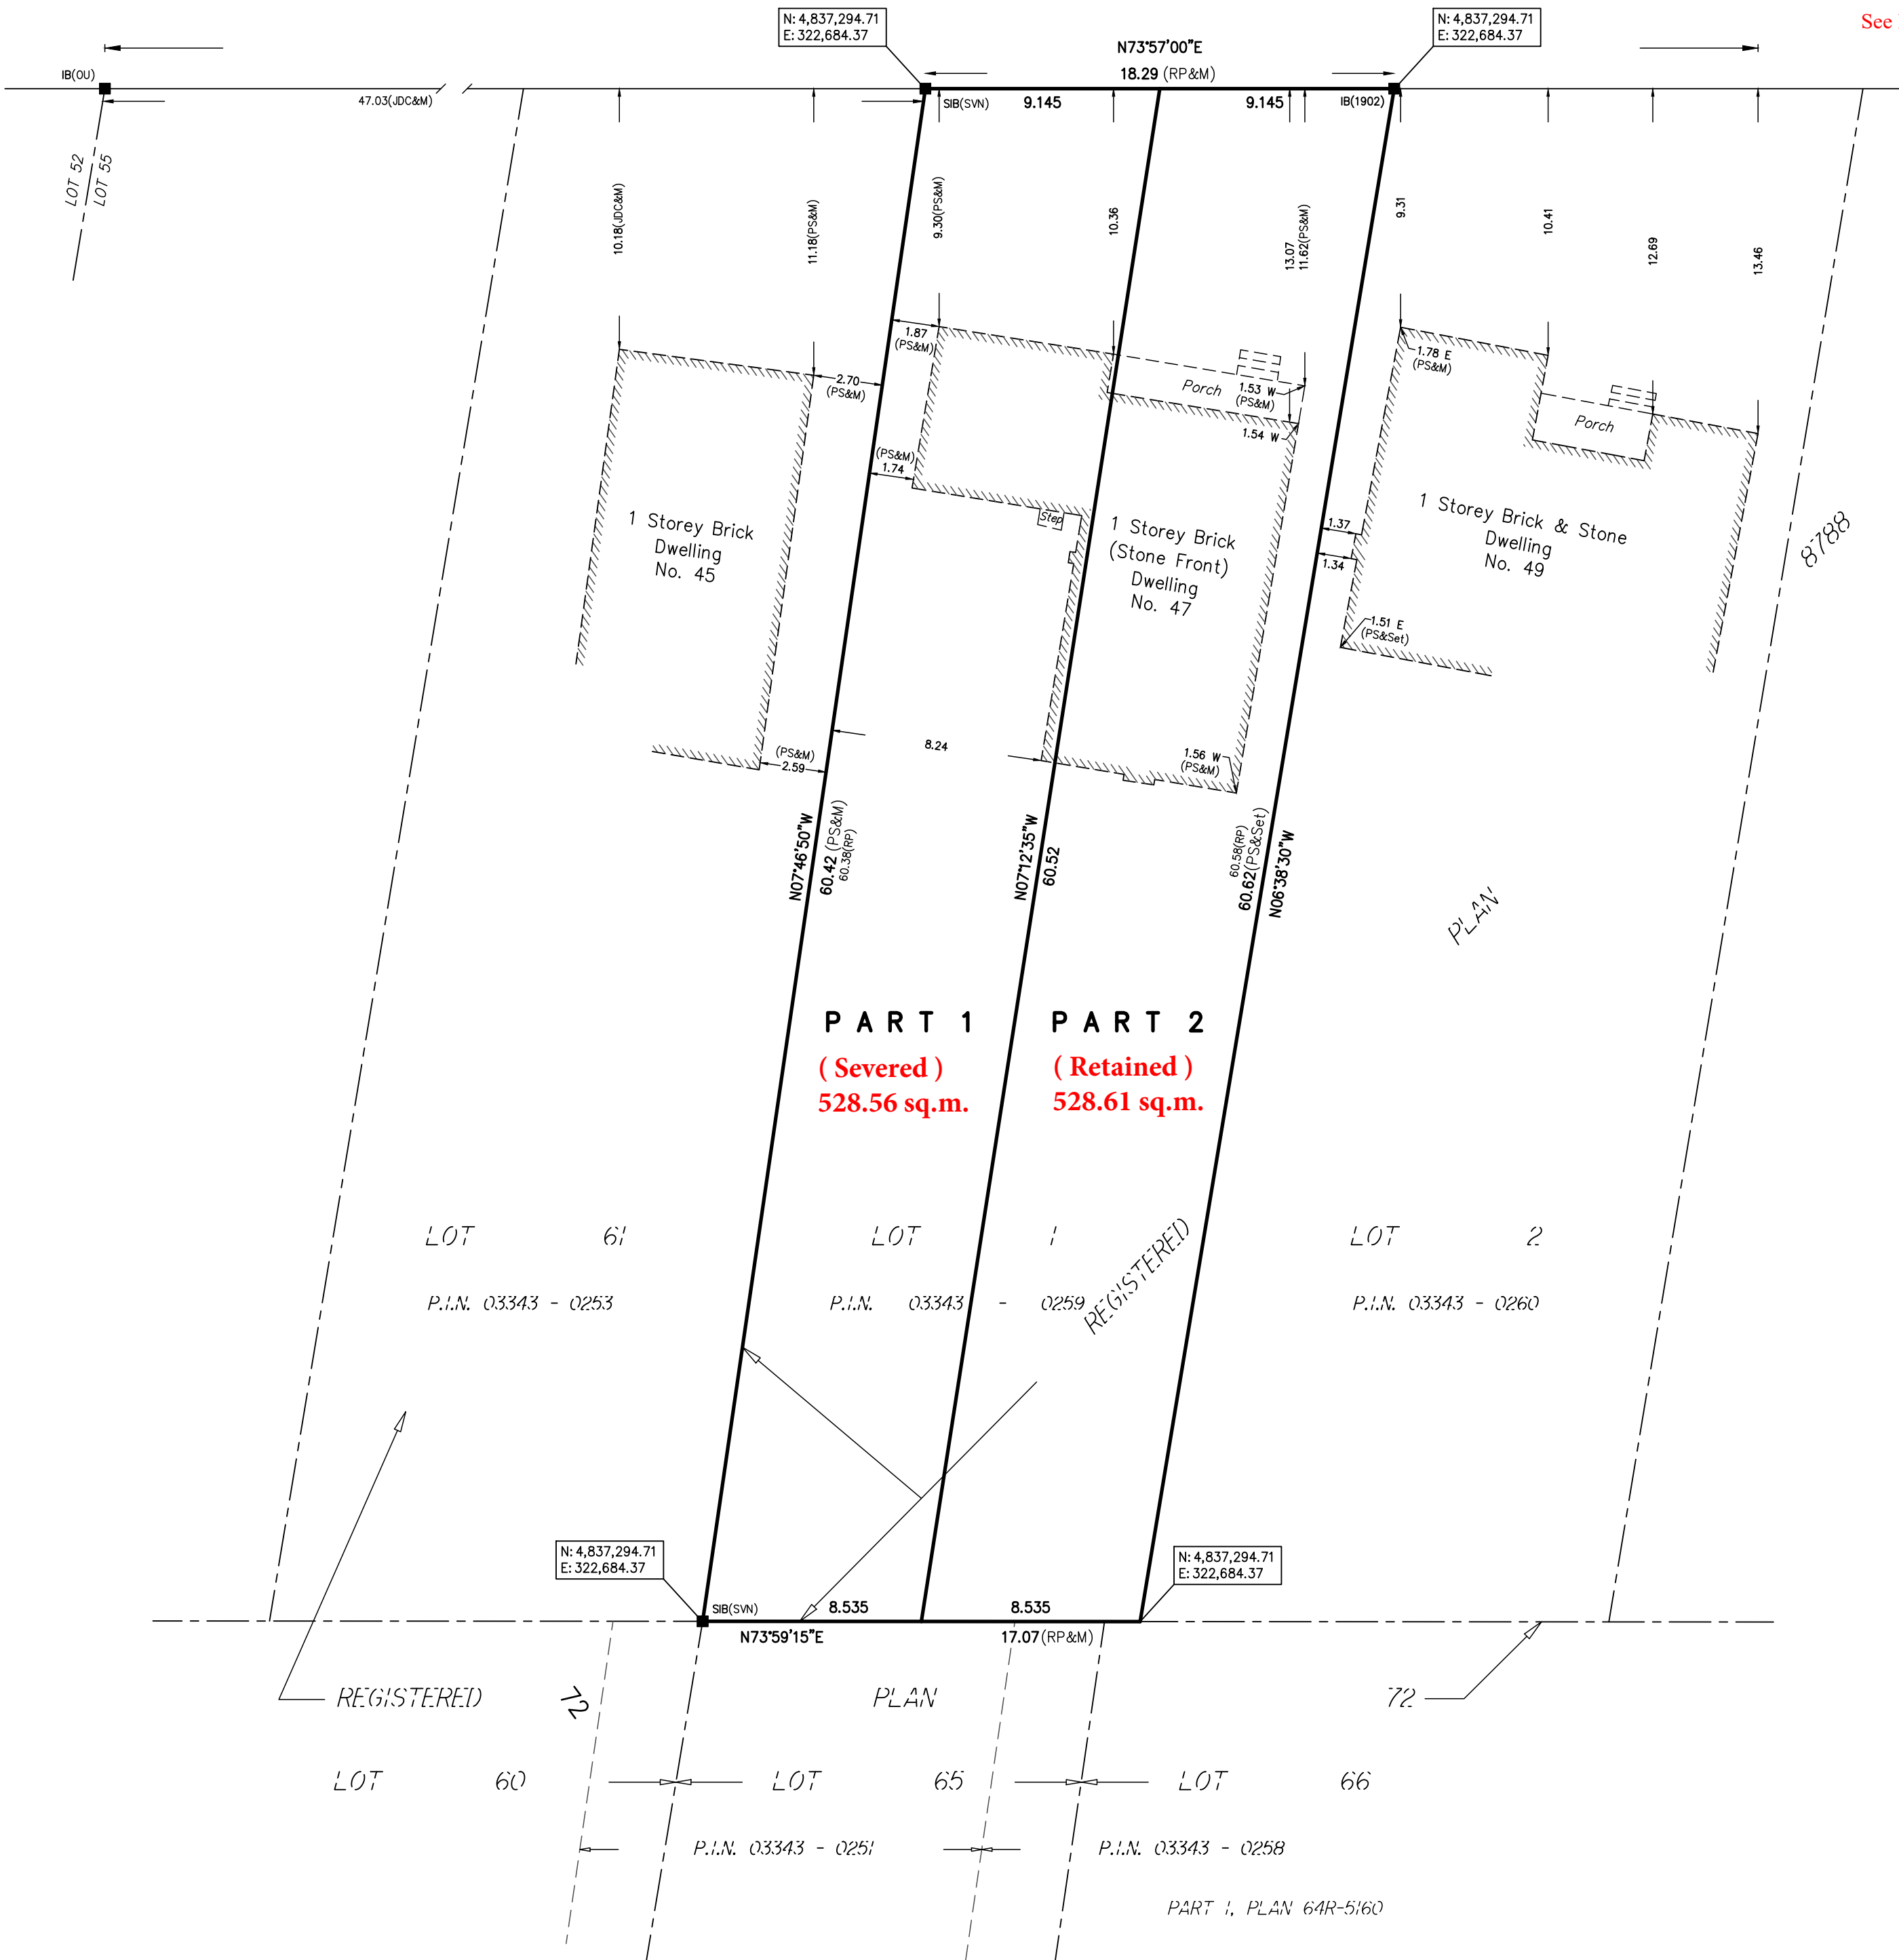 N: 4,837,294.71
E: 322,684.37
N: 4,837,294.71
E: 322,684.37
See
N73°57'00"E
18.29 (RP&M)
IB(OU)
47.03(JDC&M)
SIB(SVN)
9.145
9.145
IB(1902)
LOT 52
LOT 55
10.18(JDC&M)
11.18(PS&M)
9.30(PS&M)
10.36
13.07
11.62(PS&M)
9.31
10.41
12.69
13.46
1.87
(PS&M)
2.70
(PS&M)
Porch
1.53 W
(PS&M)
1.54 W
1.78 E
(PS&M)
Porch
(PS&M)
1.74
Step
1 Storey Brick
Dwelling
No. 45
1 Storey Brick
(Stone Front)
Dwelling
No. 47
1.37
1.34
1 Storey Brick & Stone
Dwelling
No. 49
8788
1.51 E
(PS&Set)
8.24
(PS&M)
2.59
1.56 W
(PS&M)
N07°46'50"W
60.42 (PS&M)
60.38(RP)
N07°12'35"W
60.52
60.58(RP)
60.62(PS&Set)
N06°38'30"W
PLAN
PART 1
(Severed)
528.56 sq.m.
PART 2
(Retained)
528.61 sq.m.
LOT 61
LOT 1
LOT 2
REGISTERED
P.I.N. 03343 - 0253
P.I.N. 03343 - 0259
P.I.N. 03343 - 0260
N: 4,837,294.71
E: 322,684.37
N: 4,837,294.71
E: 322,684.37
SIB(SVN)
8.535
8.535
N73°59'15"E
17.07(RP&M)
REGISTERED
72
PLAN
72
LOT 60
LOT 65
LOT 66
P.I.N. 03343 - 0251
P.I.N. 03343 - 0258
PART 1, PLAN 64R-5160